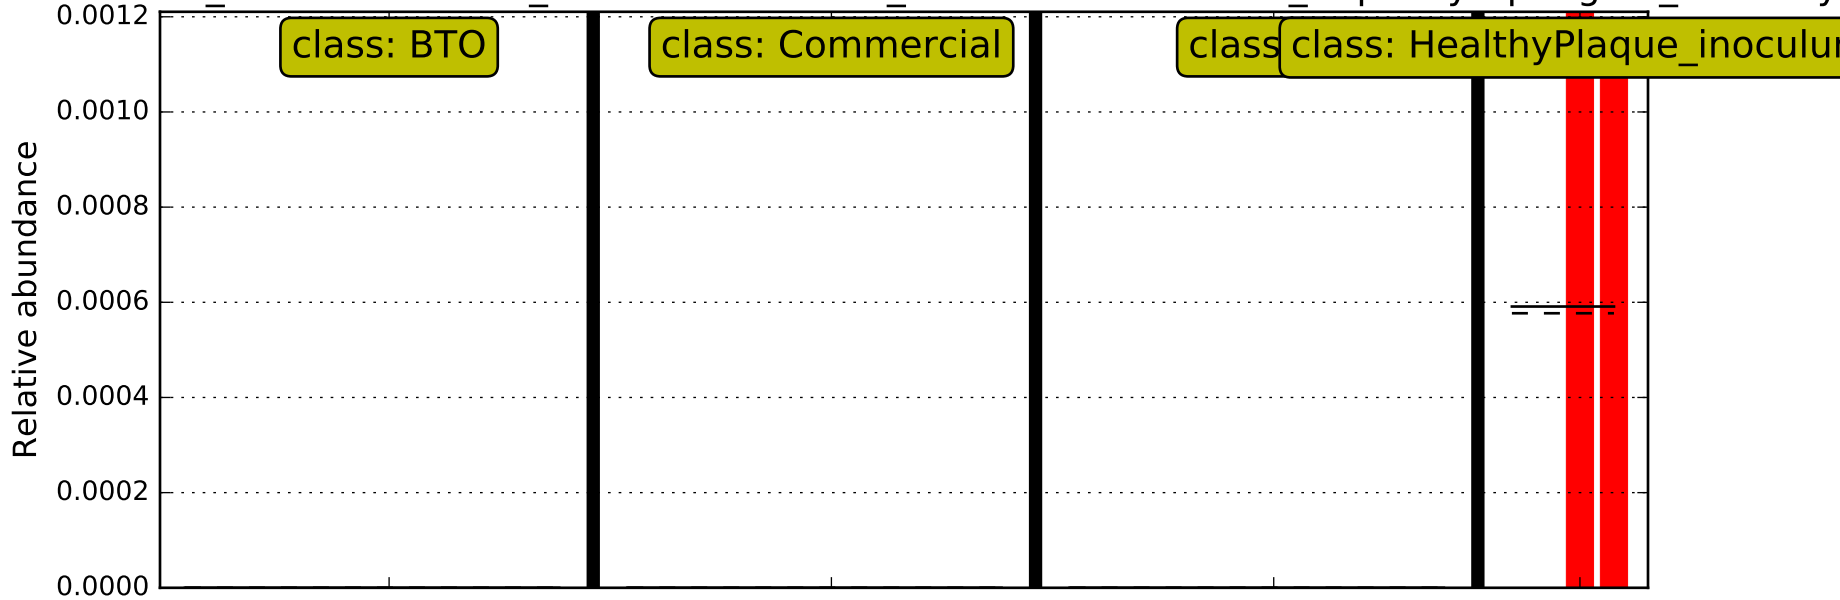 0.0012
class: BTO
class: Commercial
class
class: HealthyPlaque_inoculu
0.0010
0.0008
0.0006
0.0004
0.0002
0.0000
Relative abundance